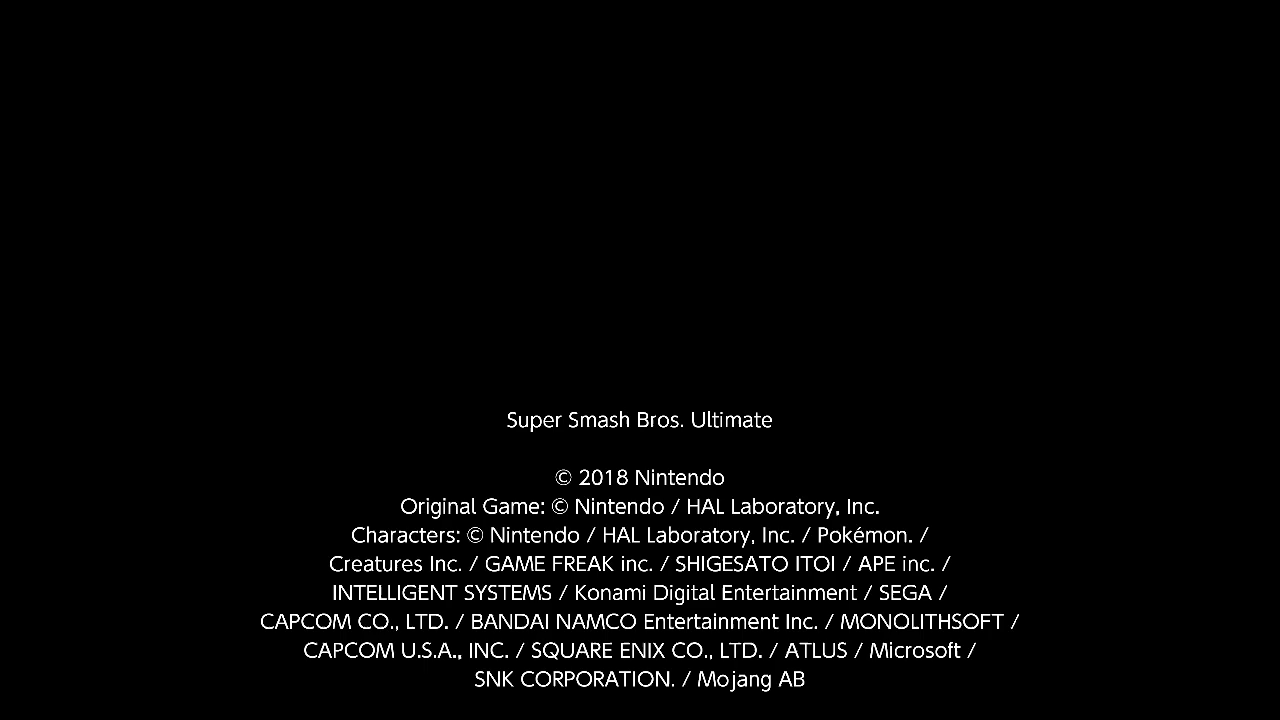 Super Smash Bros. Ultimate
© 2018 Nintendo
Original Game: © Nintendo / HAL Laboratory, Inc.
Characters: © Nintendo / HAL Laboratory, Inc. / Pokémon. /
Creatures Inc. / GAME FREAK inc. / SHIGESATO ITOI / APE inc. /
INTELLIGENT SYSTEMS / Konami Digital Entertainment / SEGA /
CAPCOM CO., LTD. / BANDAI NAMCO Entertainment Inc. / MONOLITHSOFT /
CAPCOM U.S.A., INC. / SQUARE ENIX CO., LTD. / ATLUS / Microsoft /
SNK CORPORATION. / Mojang AB